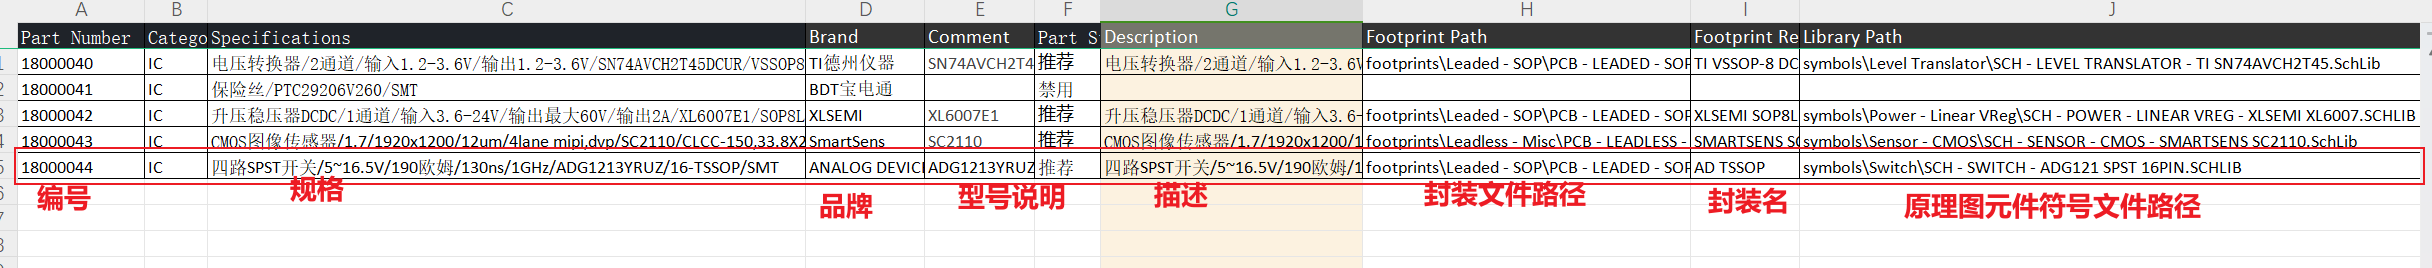 A B C D E F G H I J
Part Number Catego Specifications Brand Comment Part S Description Footprint Path Footprint Re Library Path
18000040 IC 电压转换器/2通道/输入1.2-3.6V/输出1.2-3.6V/SN74AVCH2T45DCUR/VSSOP8 TI德州仪器 SN74AVCH2T4 推荐 电压转换器/2通道/输入1.2-3.6V footprints\Leaded - SOP\PCB - LEADED - SOP TI VSSOP-8 DC symbols\Level Translator\SCH - LEVEL TRANSLATOR - TI SN74AVCH2T45.SchLib
18000041 IC 保险丝/PTC29206V260/SMT BDT宝电通 禁用
18000042 IC 升压稳压器DCDC/1通道/输入3.6-24V/输出最大60V/输出2A/XL6007E1/SOP8L XLSEMI XL6007E1 推荐 升压稳压器DCDC/1通道/输入3. footprints\Leaded - SOP\PCB - LEADED - SOP XLSEMI SOP8L symbols\Power - Linear VReg\SCH - POWER - LINEAR VREG - XLSEMI XL6007.SCHLIB
18000043 IC CMOS图像传感器/1.7/1920x1200/12um/4lane mipi,dvp/SC2110/CLCC-150,33.8X2 SmartSens SC2110 推荐 CMOS图像传感器/1.7/1920x1200/1 footprints\Leadless - Misc\PCB - LEADLESS - SMARTSENS SC symbols\Sensor - CMOS\SCH - SENSOR - CMOS - SMARTSENS SC2110.SchLib
18000044 IC 四路SPST开关/5~16.5V/190欧姆/130ns/1GHz/ADG1213YRUZ/16-TSSOP/SMT ANALOG DEVIC ADG1213YRUZ 推荐 四路SPST开关/5~16.5V/190欧姆/1 footprints\Leaded - SOP\PCB - LEADED - SOP AD TSSOP symbols\Switch\SCH - SWITCH - ADG121 SPST 16PIN.SCHLIB
编号 规格 品牌 型号说明 描述 封装文件路径 封装名 原理图元件符号文件路径